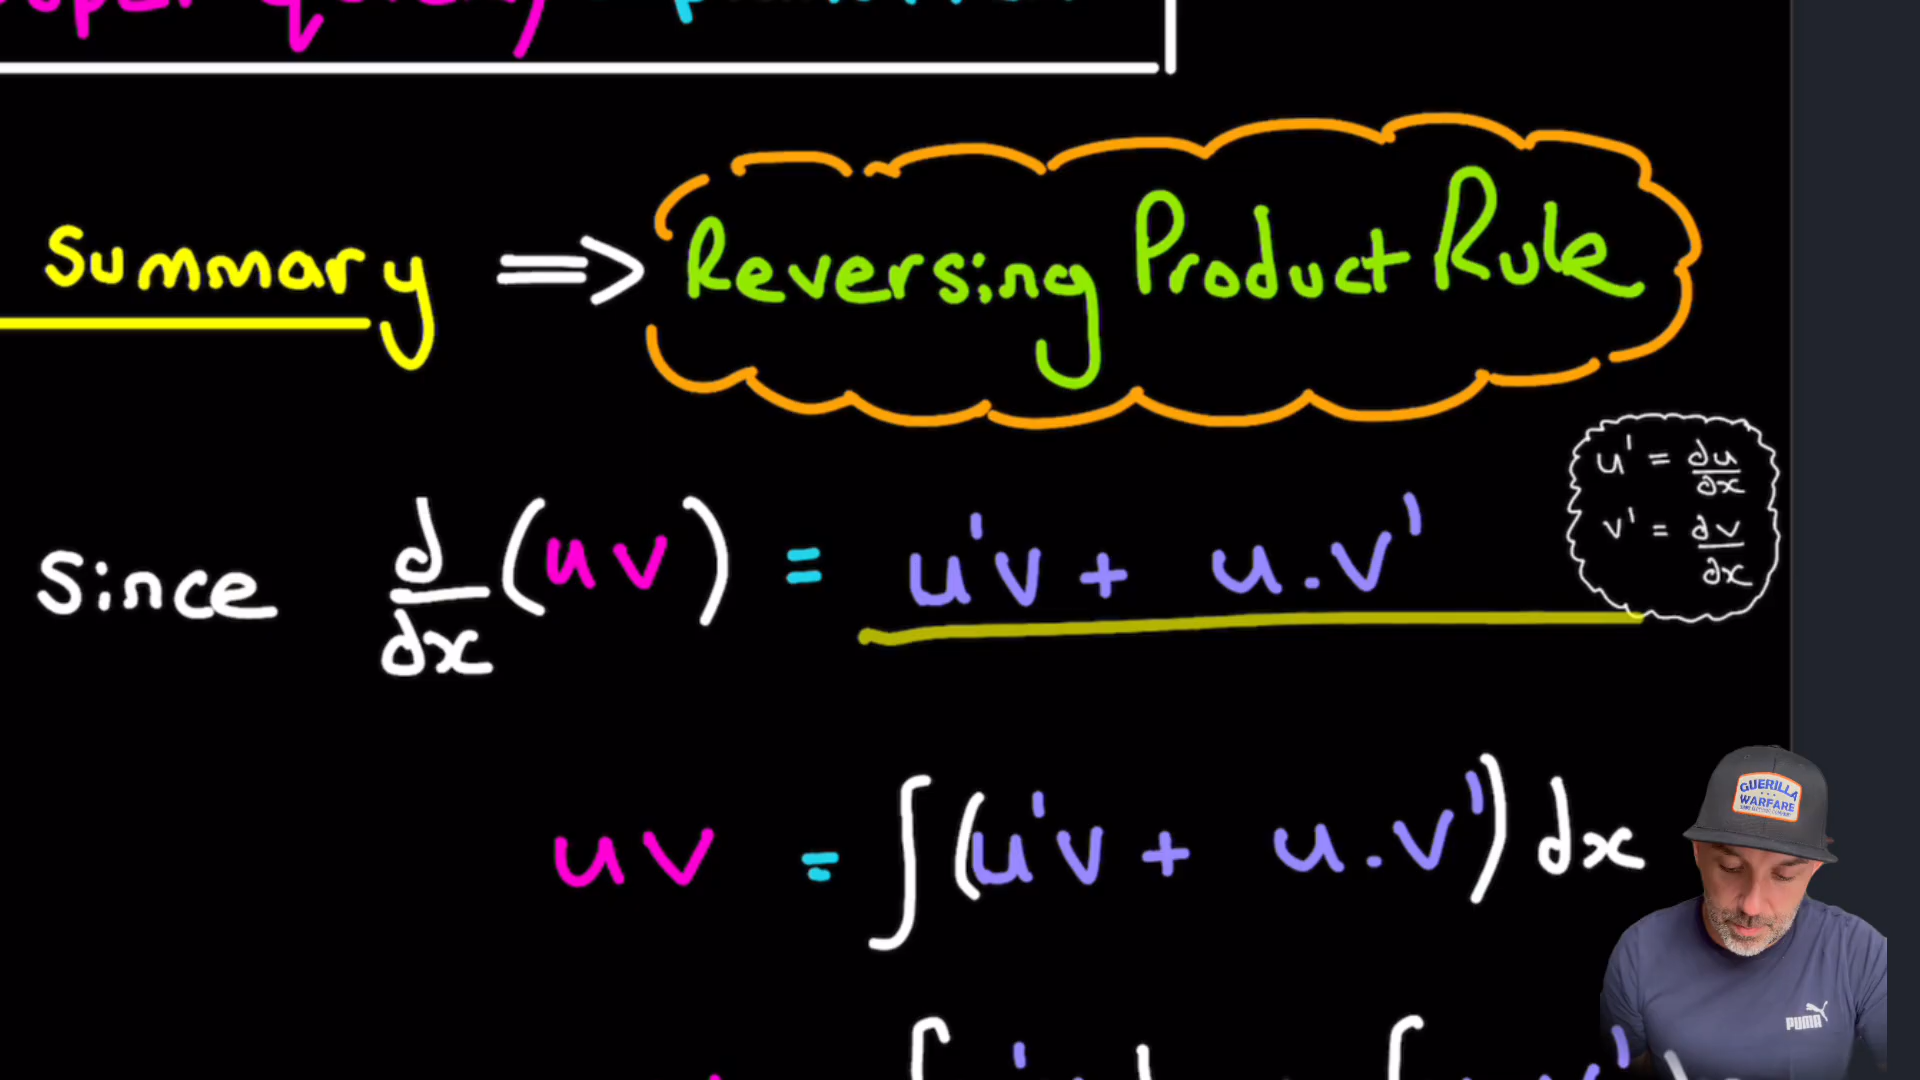 Summary ⟹ Reversing Product Rule
u' = du/dx
v' = dv/dx
Since d/dx (uv) = u'v + u.v'
uv = ∫(u'v + u.v') dx
GUERILLA
WARFARE
PUMA